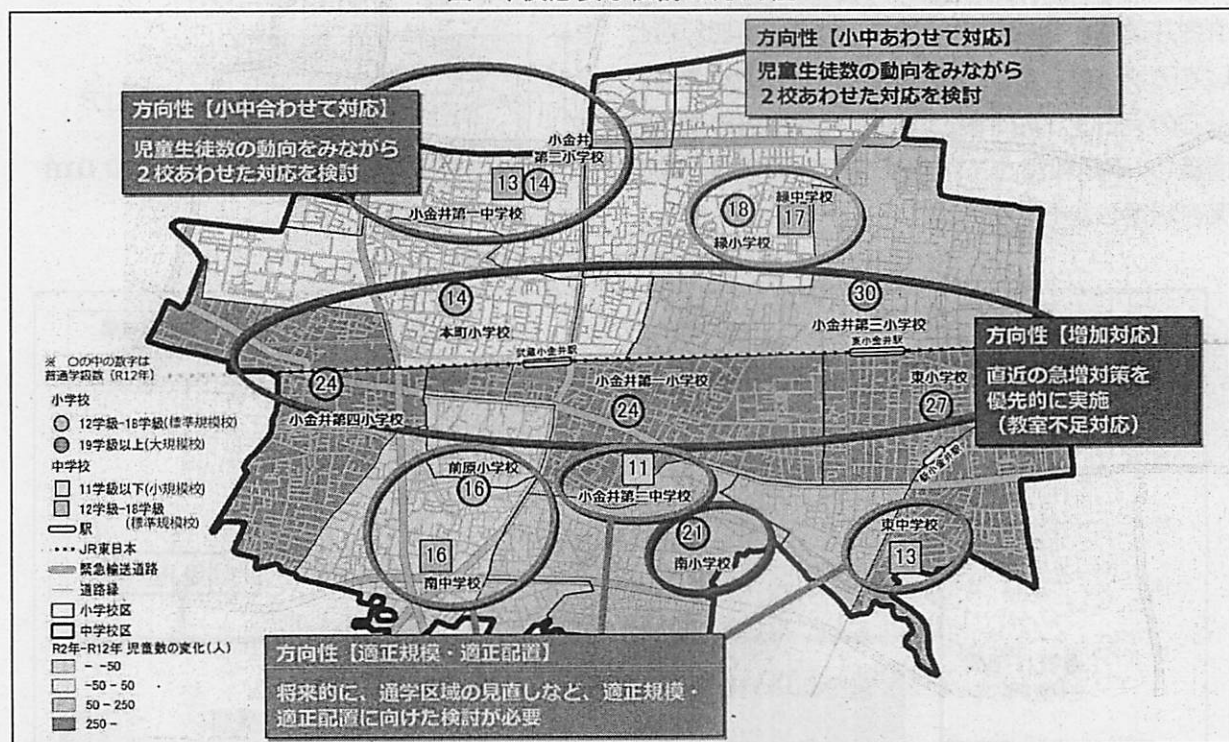 方向性【小中あわせて対応】
児童生徒数の動向をみながら
２校あわせた対応を検討
方向性【小中合わせて対応】
児童生徒数の動向をみながら
２校あわせた対応を検討
小金井
第二小学校
13
14
小金井第一中学校
18
緑中学校
17
緑小学校
14
本町小学校
30
小金井第三小学校
武蔵小金井駅
東小金井駅
方向性【増加対応】
直近の急増対策を
優先的に実施
（教室不足対応）
24
小金井第四小学校
小金井第一小学校
24
東小学校
27
新小金井駅
前原小学校
16
11
小金井第二中学校
16
南中学校
21
南小学校
東中学校
13
※ 〇の中の数字は
普通学級数（R12年）
小学校
12学級-18学級(標準規模校)
19学級以上(大規模校)
中学校
11学級以下(小規模校)
12学級-18学級
(標準規模校)
駅
JR東日本
緊急輸送道路
道路縁
小学校区
中学校区
R2年-R12年 児童数の変化(人)
- -50
-50 - 50
50 - 250
250 -
方向性【適正規模・適正配置】
将来的に、通学区域の見直しなど、適正規模・
適正配置に向けた検討が必要